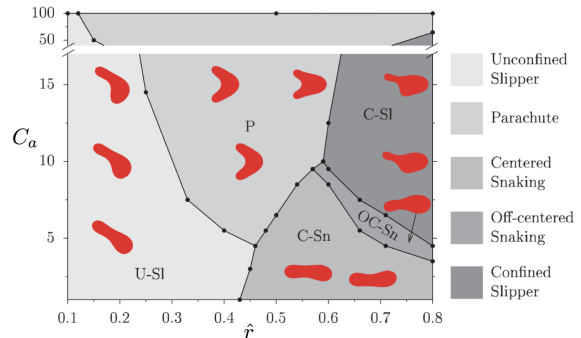 100
50
15
10
5
C_a
P
C-Sl
OC-Sn
C-Sn
U-Sl
0.1
0.2
0.3
0.4
0.5
0.6
0.7
0.8
r̂
Unconfined
Slipper
Parachute
Centered
Snaking
Off-centered
Snaking
Confined
Slipper